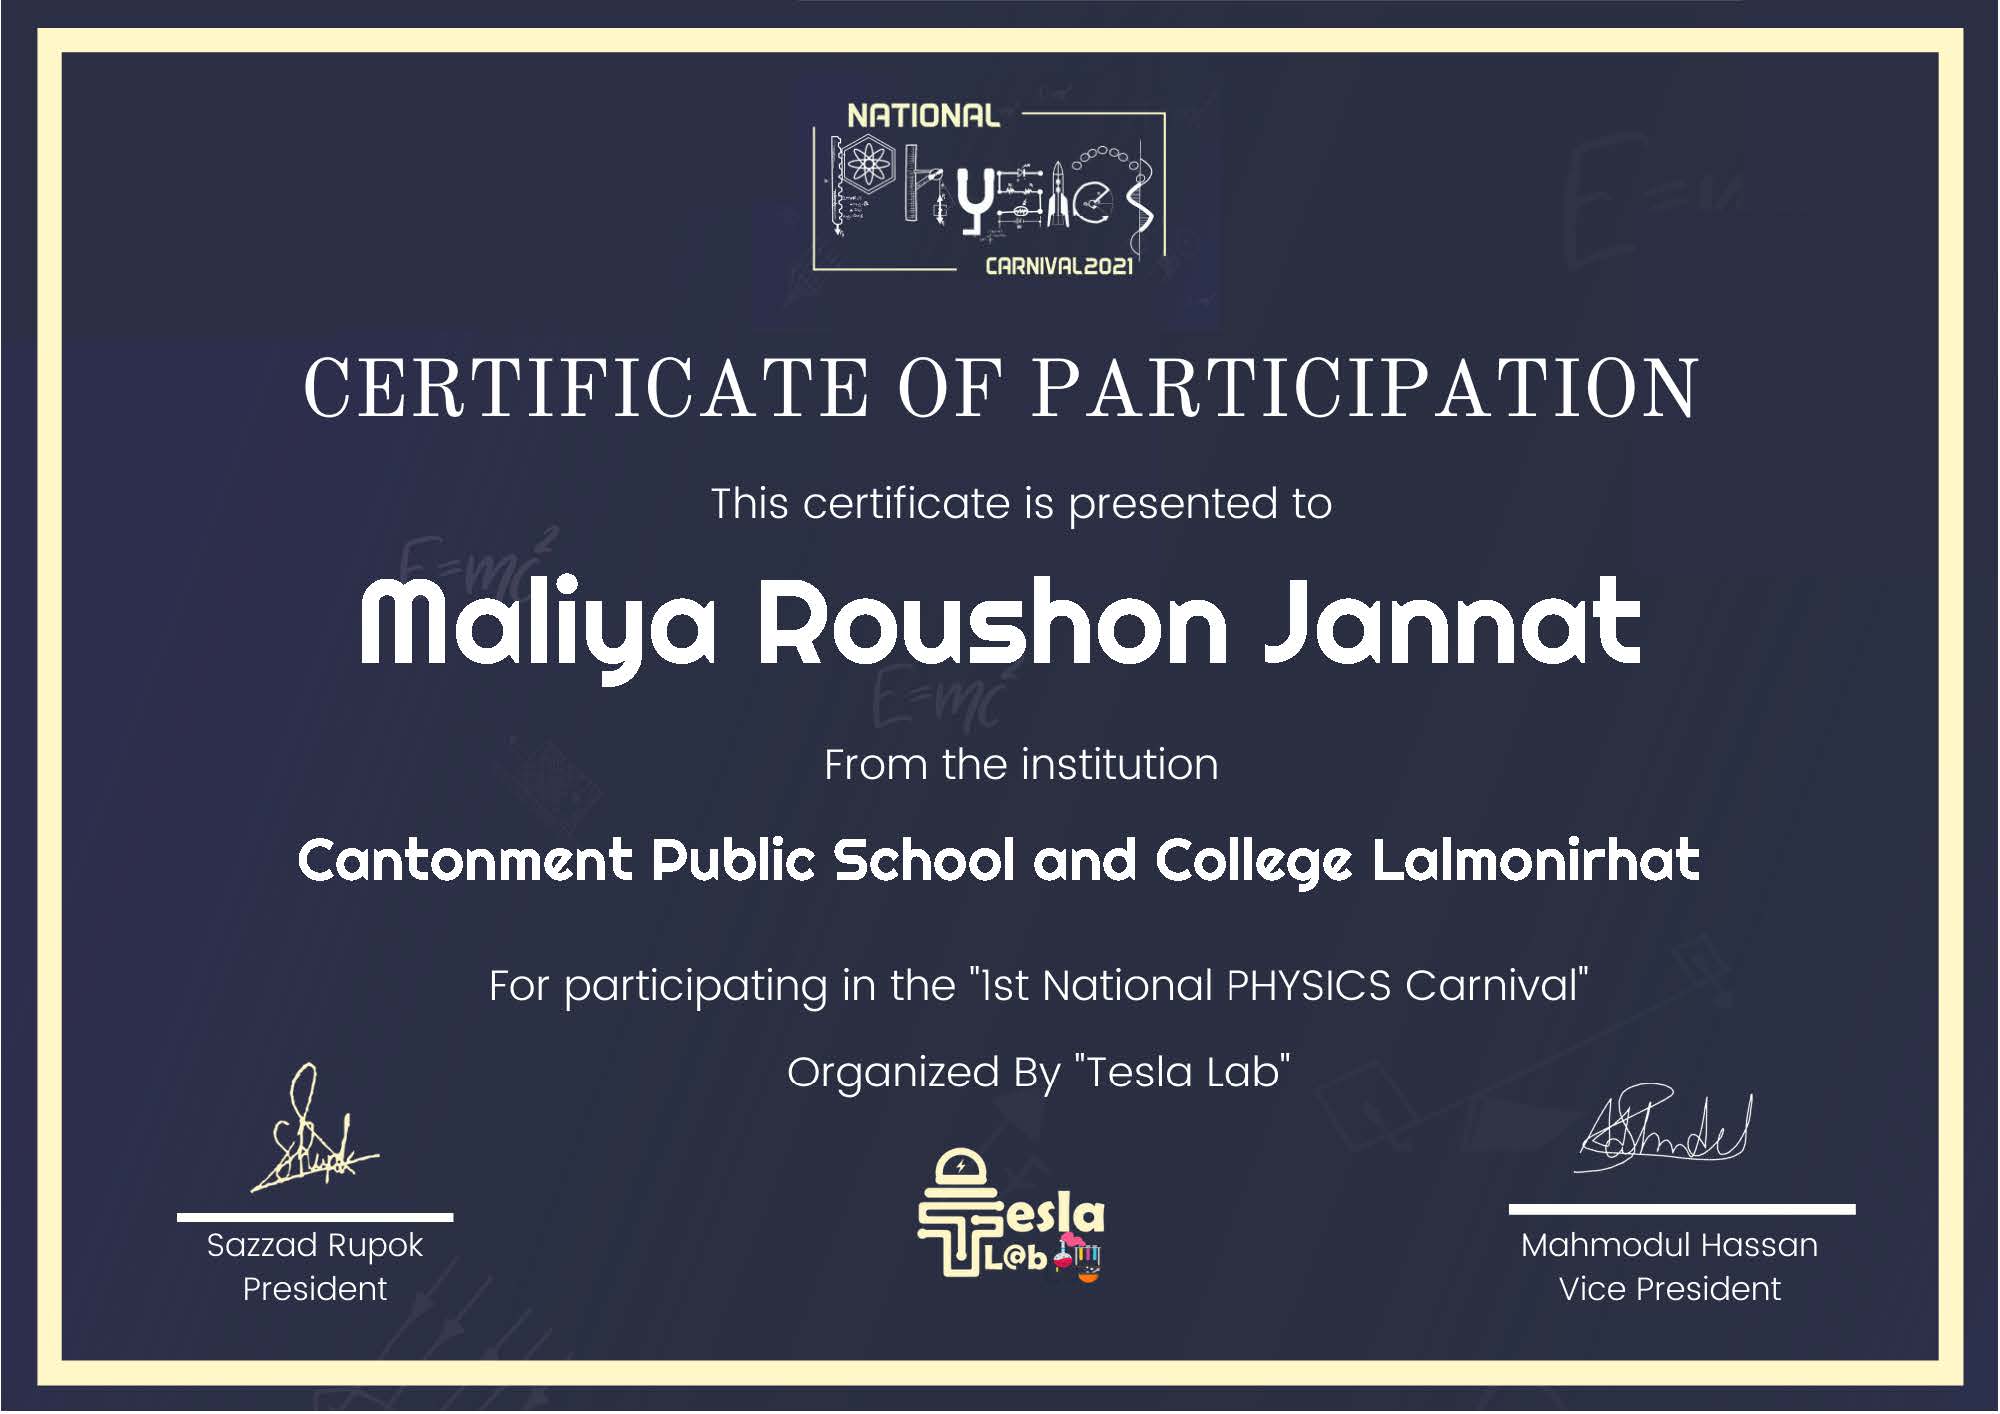 NATIONAL
Physics
CARNIVAL2021
CERTIFICATE OF PARTICIPATION
This certificate is presented to
E=mc²
Maliya Roushon Jannat
E=mc²
From the institution
Cantonment Public School and College Lalmonirhat
For participating in the "1st National PHYSICS Carnival"
Organized By "Tesla Lab"
Tesla
L@b
Sazzad Rupok
President
Mahmodul Hassan
Vice President